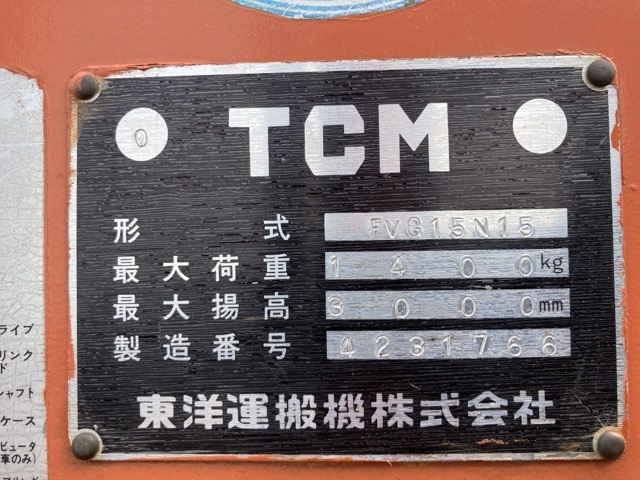 TCM
0
形式 FVG15N15
最大荷重 1400kg
最大揚高 3000mm
製造番号 4231766
東洋運搬機株式会社
ライブ
リンク
ド
シャフト
ケース
ピュータ
車のみ)